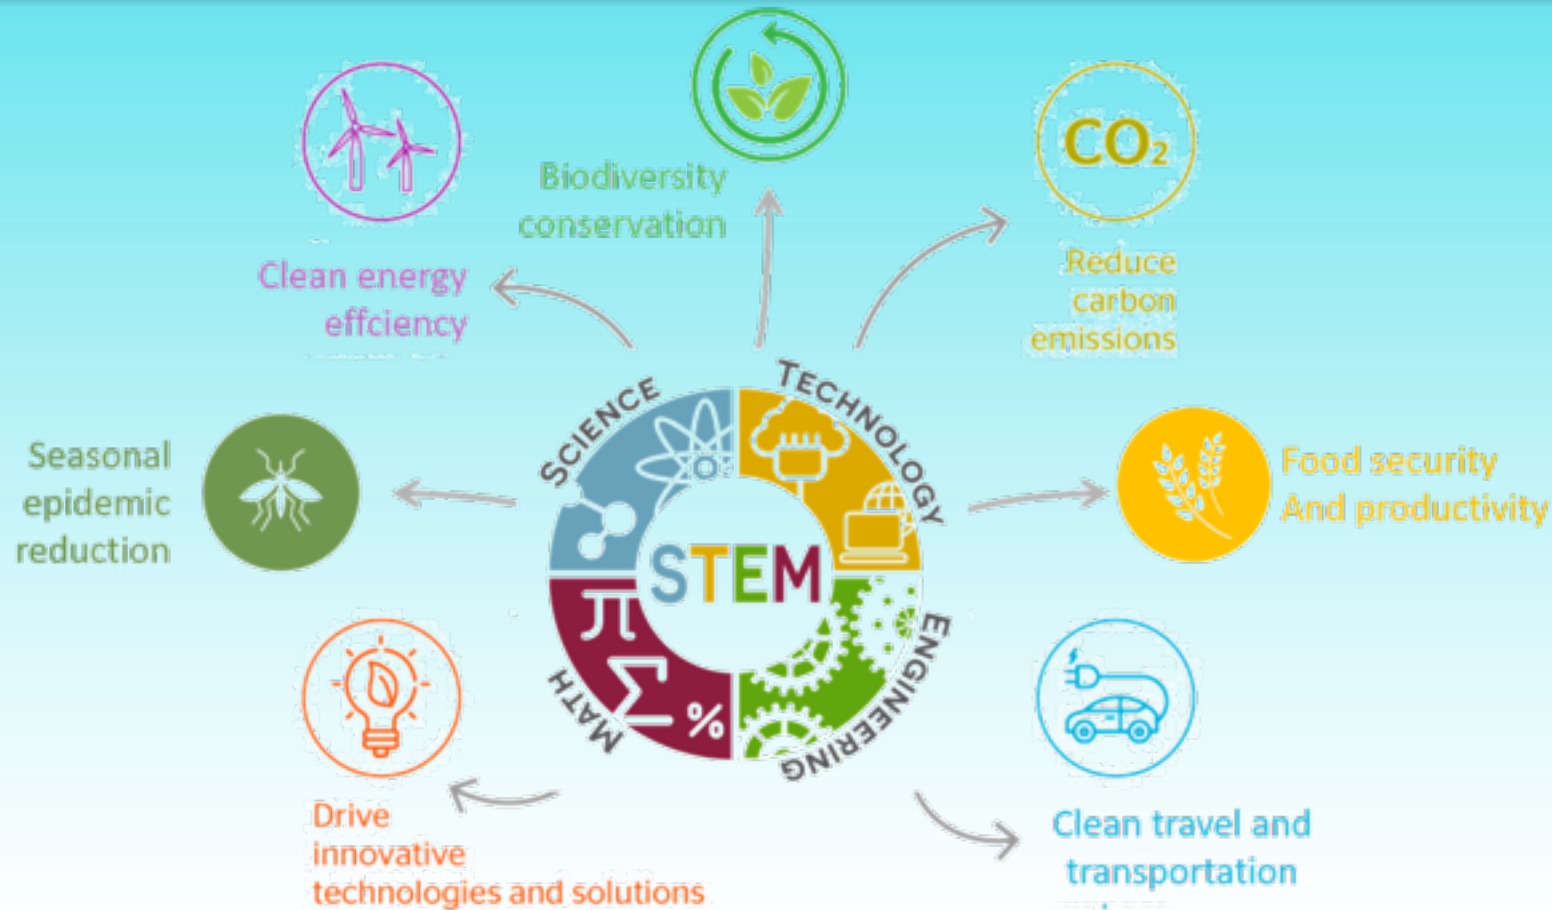 Biodiversity
conservation
CO₂
Clean energy
effciency
Reduce
carbon
emissions
SCIENCE
TECHNOLOGY
Seasonal
epidemic
reduction
Food security
And productivity
STEM
π
Σ
%
MATH
ENGINEERING
Drive
innovative
technologies and solutions
Clean travel and
transportation